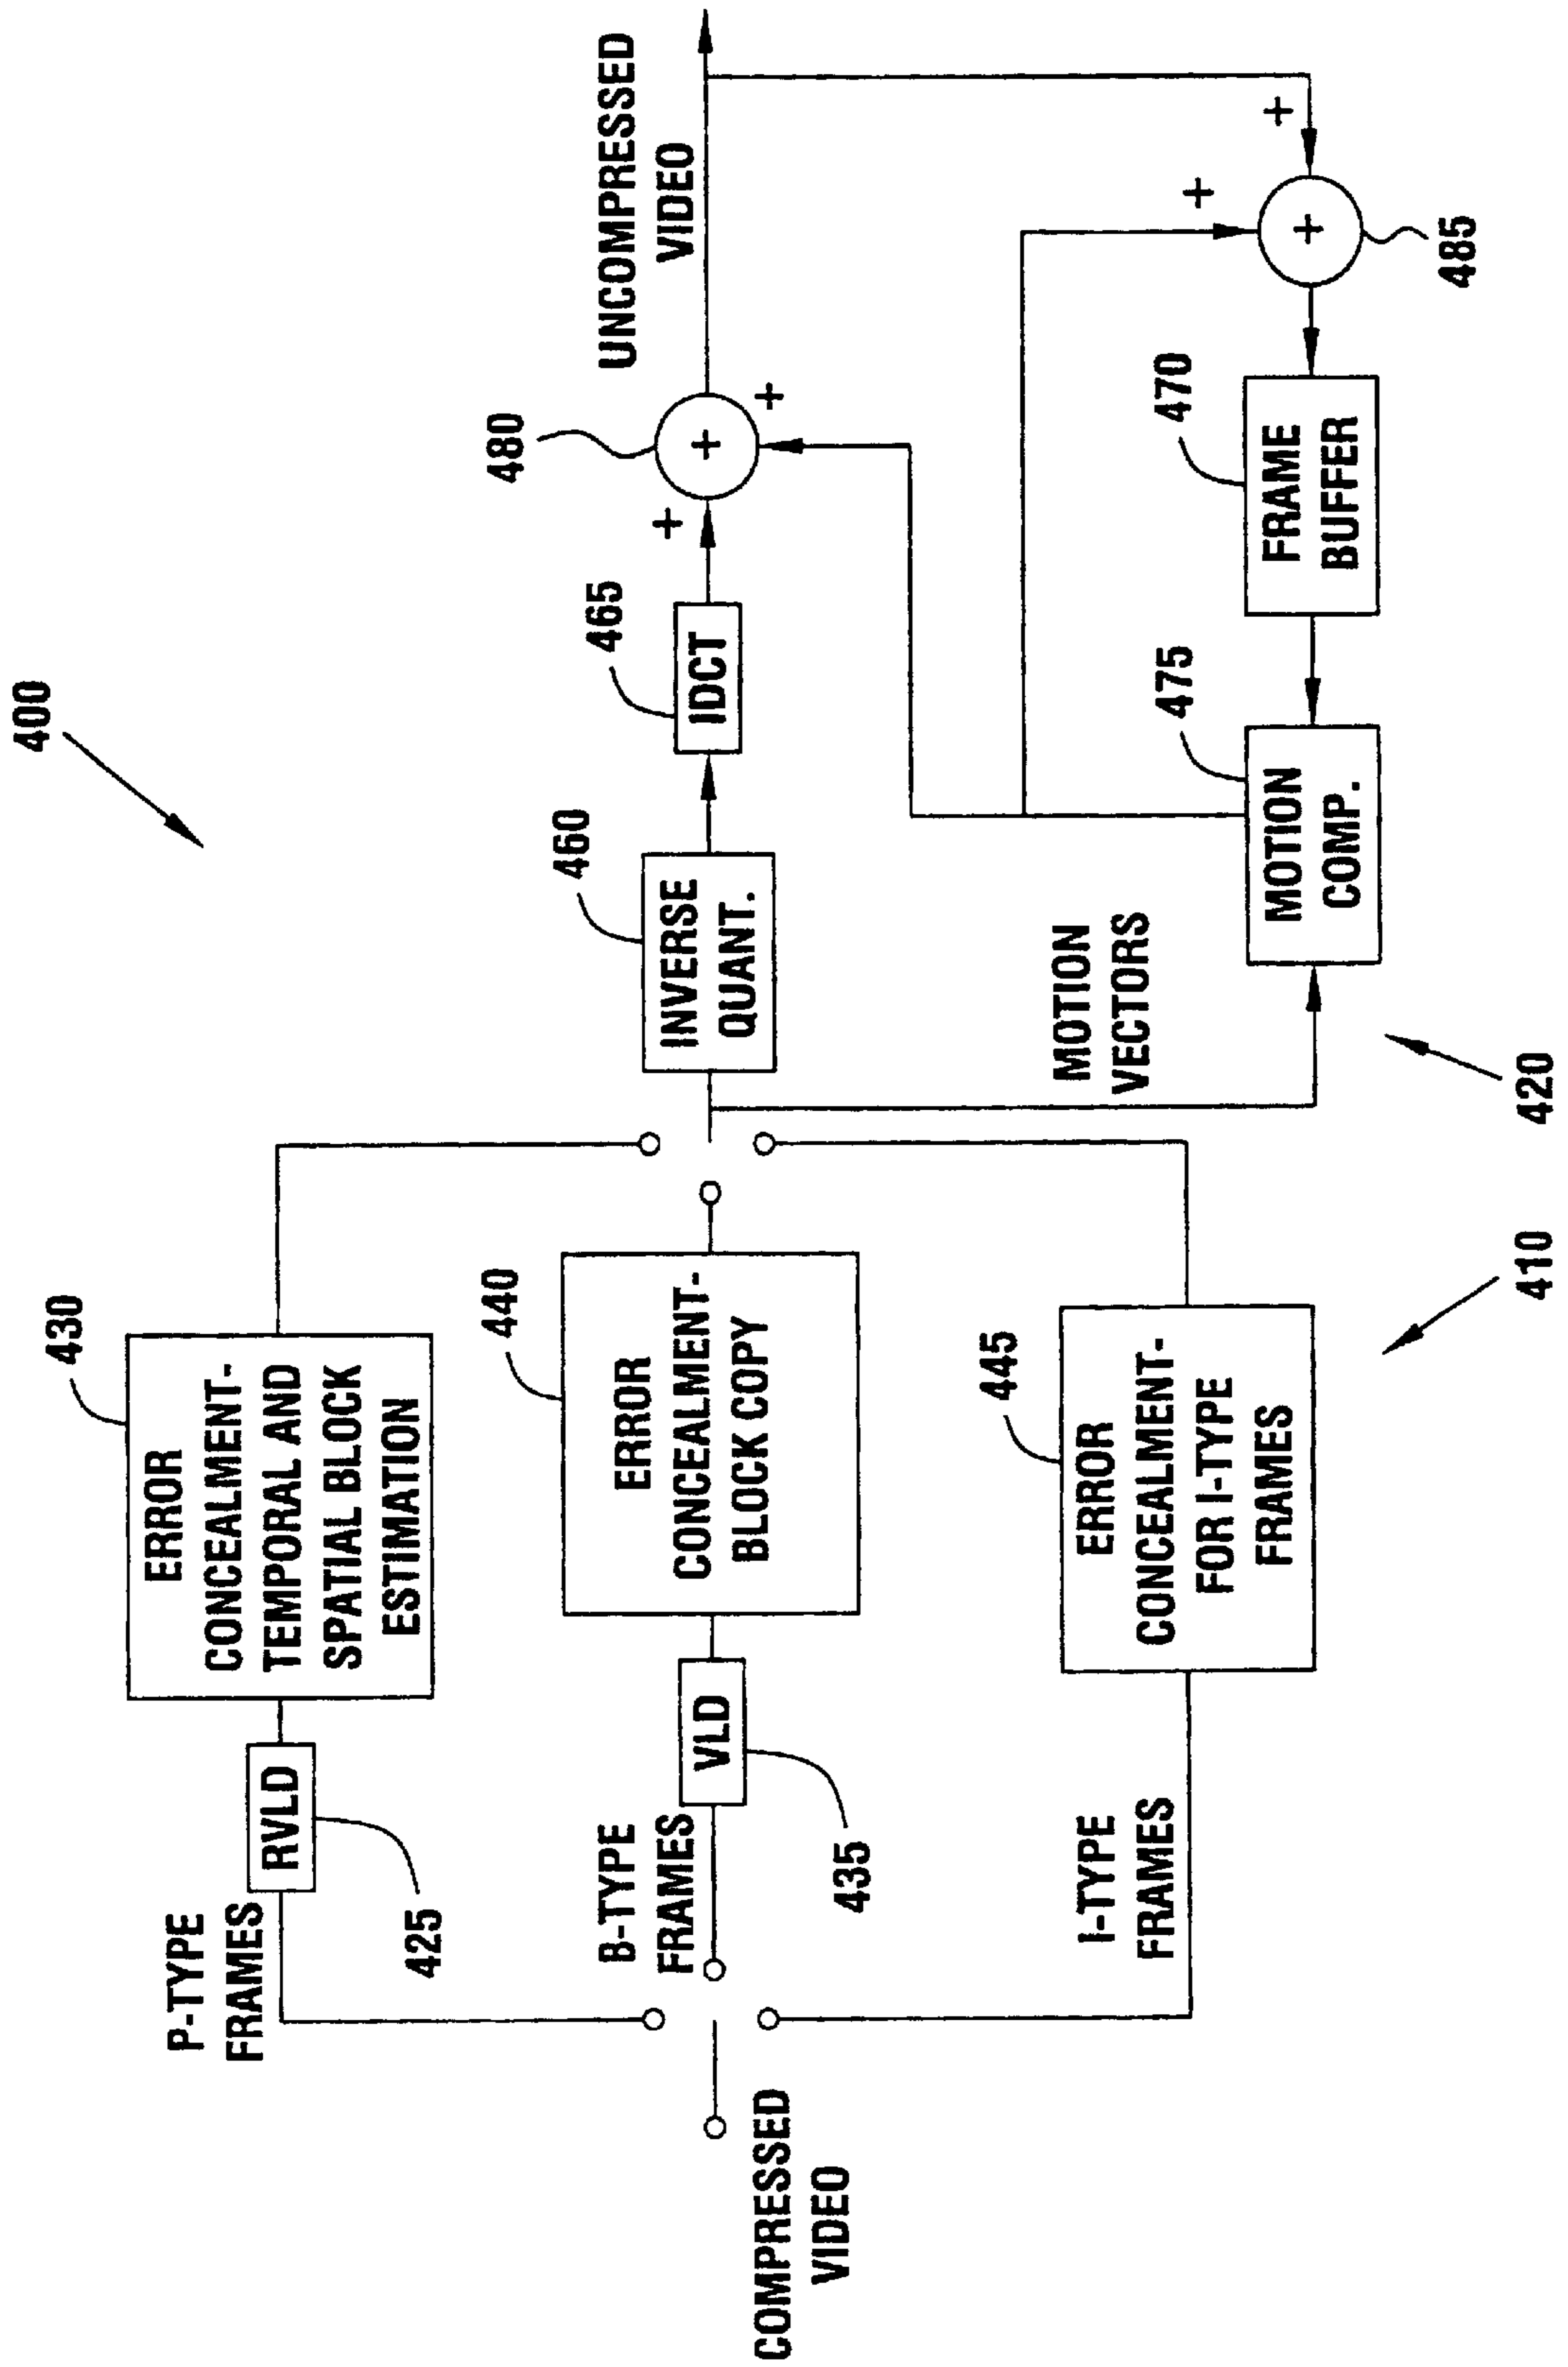 400
P-TYPE
FRAMES
RVLD
425
ERROR
CONCEALMENT-
TEMPORAL AND
SPATIAL BLOCK
ESTIMATION
430
COMPRESSED
VIDEO
B-TYPE
FRAMES
VLD
435
ERROR
CONCEALMENT-
BLOCK COPY
440
I-TYPE
FRAMES
ERROR
CONCEALMENT-
FOR I-TYPE
FRAMES
445
410
INVERSE
QUANT.
460
IDCT
465
+
+
+
480
UNCOMPRESSED
VIDEO
MOTION
VECTORS
MOTION
COMP.
475
FRAME
BUFFER
470
+
+
+
485
420